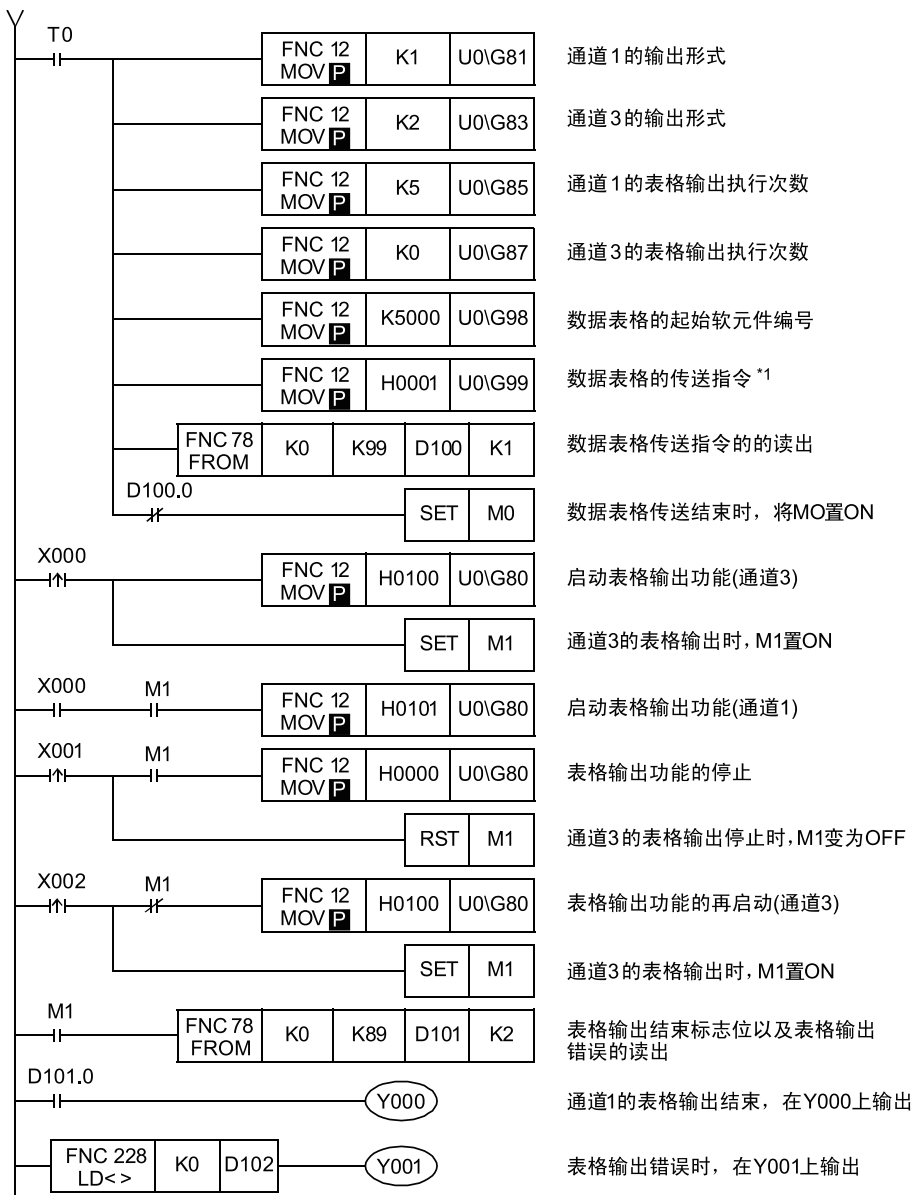 T0
FNC 12 MOV P K1 U0\G81 通道1的输出形式
FNC 12 MOV P K2 U0\G83 通道3的输出形式
FNC 12 MOV P K5 U0\G85 通道1的表格输出执行次数
FNC 12 MOV P K0 U0\G87 通道3的表格输出执行次数
FNC 12 MOV P K5000 U0\G98 数据表格的起始软元件编号
FNC 12 MOV P H0001 U0\G99 数据表格的传送指令 *1
FNC 78 FROM K0 K99 D100 K1 数据表格传送指令的的读出
D100.0
SET M0 数据表格传送结束时，将MO置ON
X000
FNC 12 MOV P H0100 U0\G80 启动表格输出功能(通道3)
SET M1 通道3的表格输出时，M1置ON
X000 M1
FNC 12 MOV P H0101 U0\G80 启动表格输出功能(通道1)
X001 M1
FNC 12 MOV P H0000 U0\G80 表格输出功能的停止
RST M1 通道3的表格输出停止时，M1变为OFF
X002 M1
FNC 12 MOV P H0100 U0\G80 表格输出功能的再启动(通道3)
SET M1 通道3的表格输出时，M1置ON
M1
FNC 78 FROM K0 K89 D101 K2 表格输出结束标志位以及表格输出
错误的读出
D101.0
Y000 通道1的表格输出结束，在Y000上输出
FNC 228 LD< > K0 D102 Y001 表格输出错误时，在Y001上输出